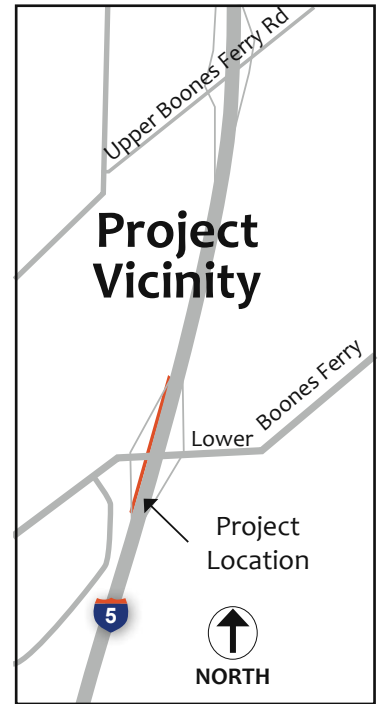 Upper Boones Ferry Rd
Project
Vicinity
Lower Boones Ferry
Project
Location
5
NORTH